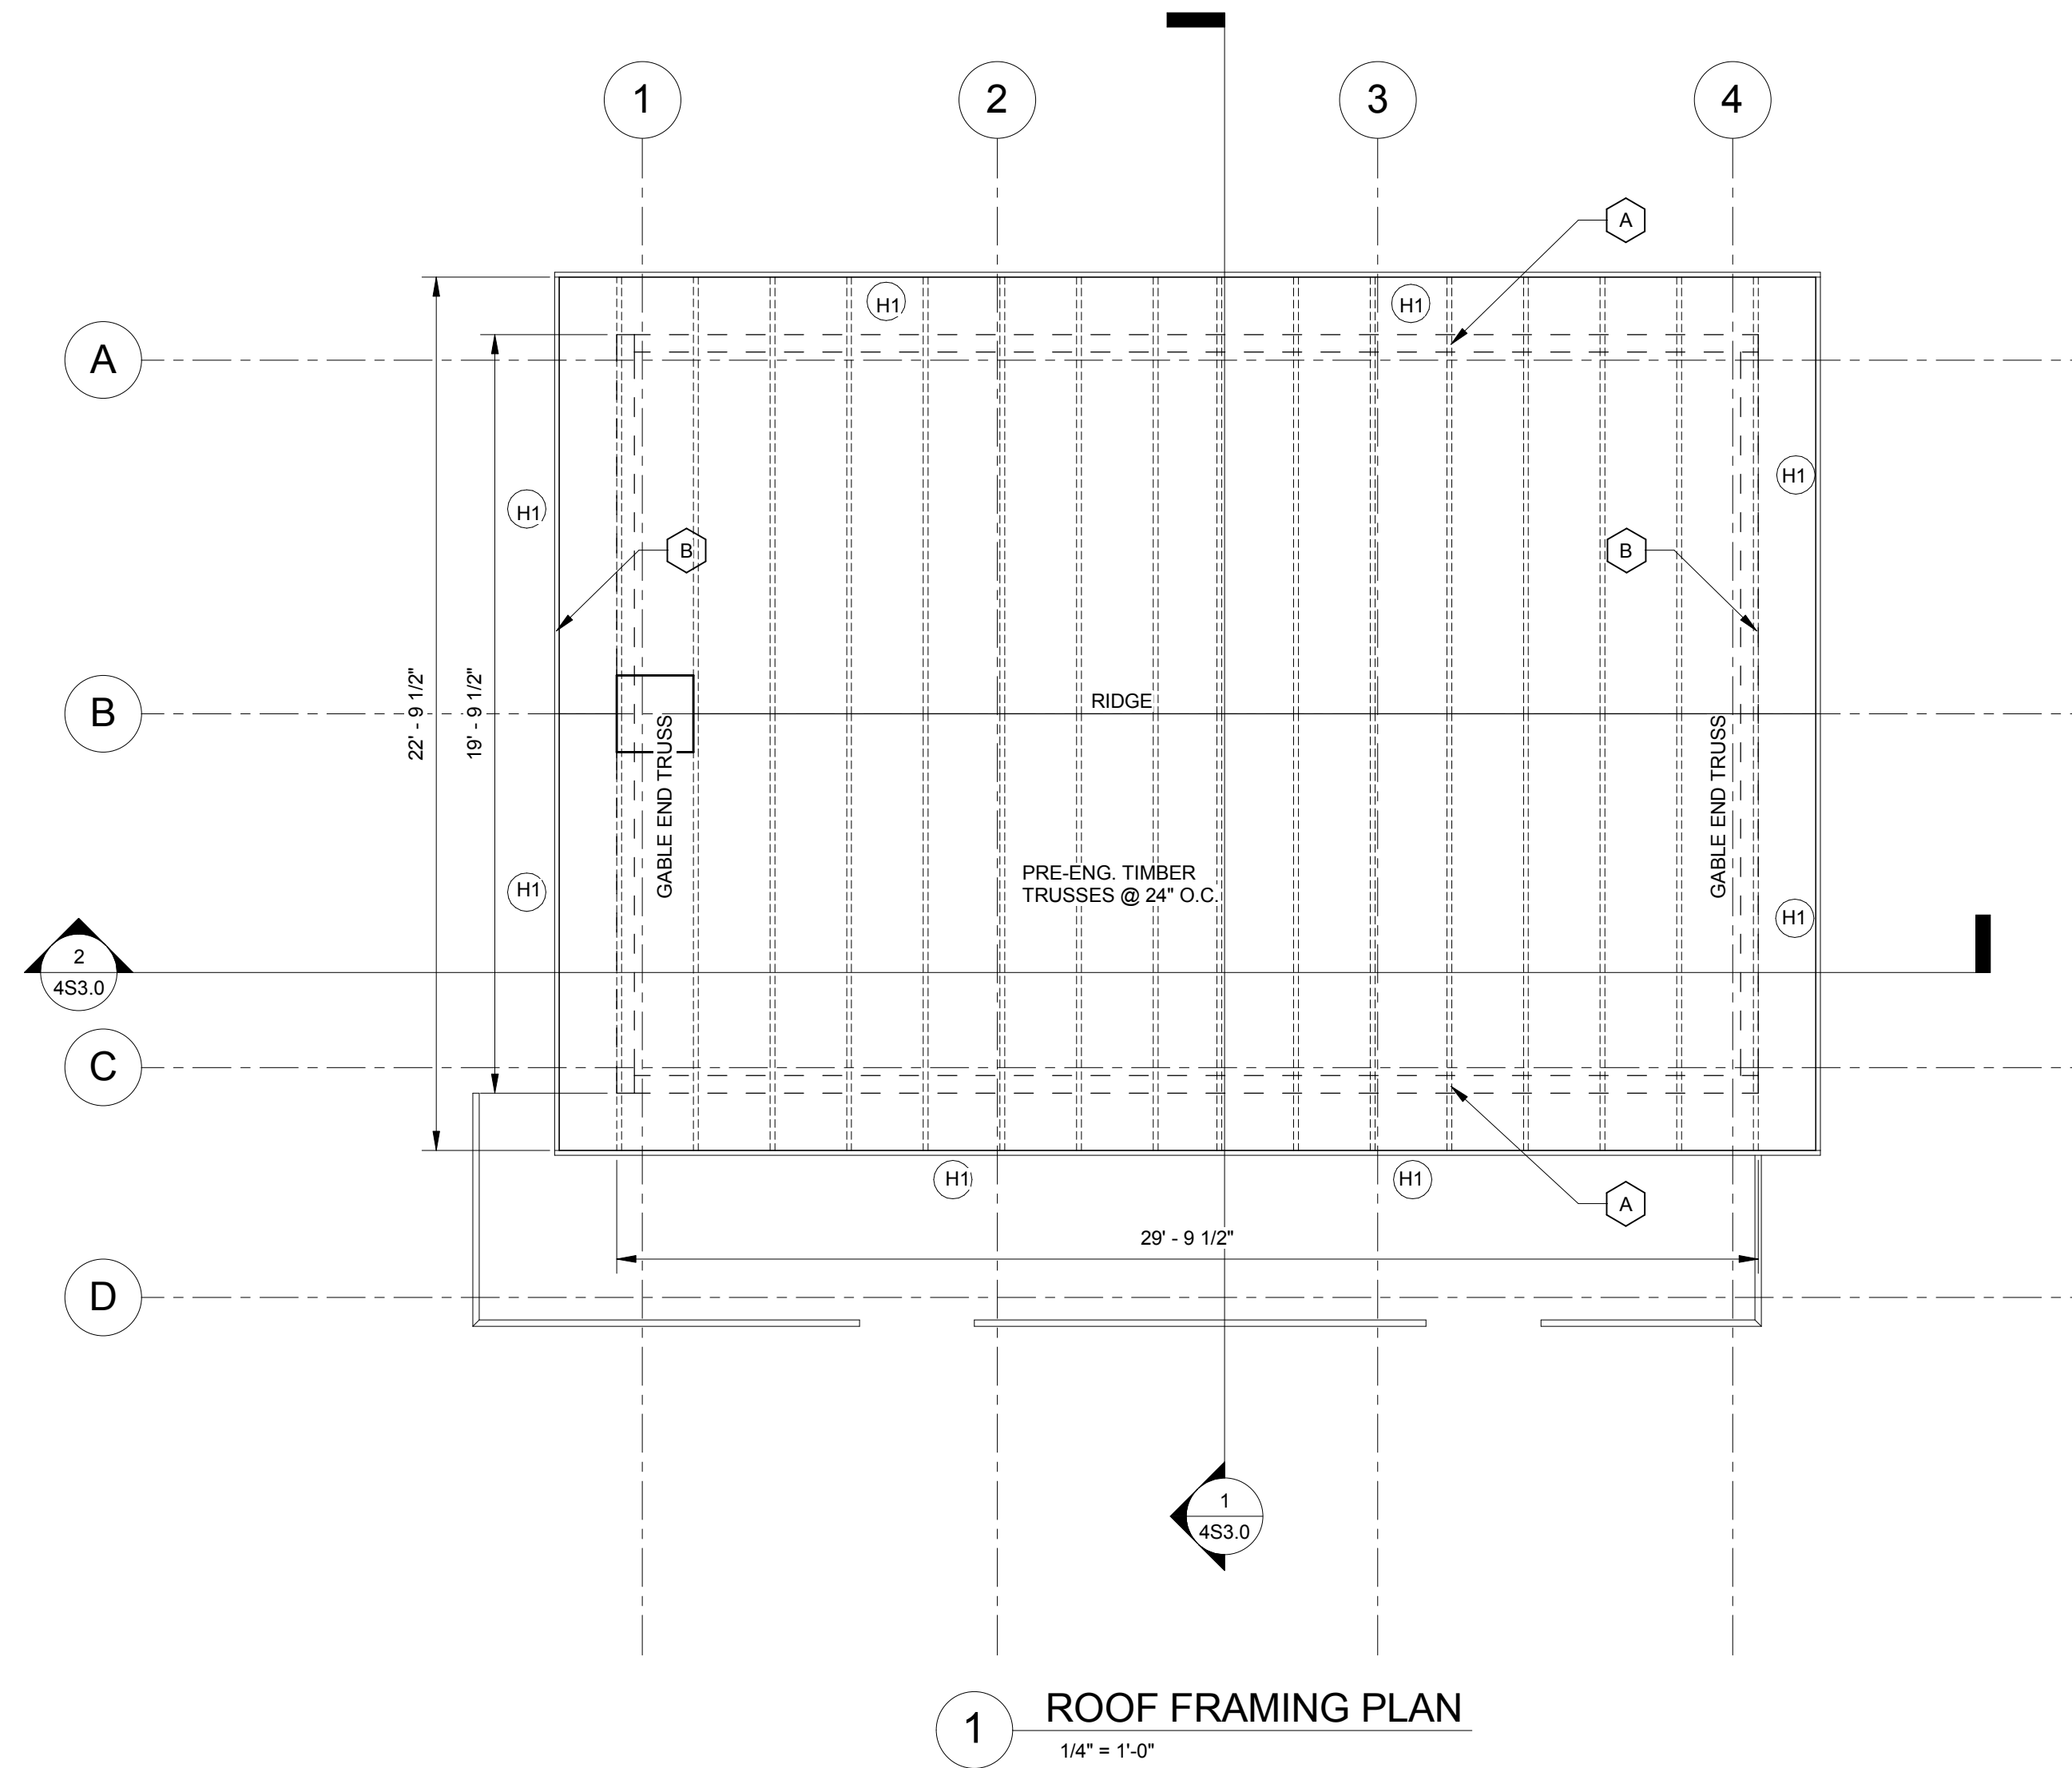 1
2
3
4
A
H1
H1
A
H1
H1
B
B
22' - 9 1/2"
19' - 9 1/2"
RIDGE
B
GABLE END TRUSS
GABLE END TRUSS
PRE-ENG. TIMBER
TRUSSES @ 24" O.C.
H1
H1
2
4S3.0
C
H1
H1
A
29' - 9 1/2"
D
1
4S3.0
1
ROOF FRAMING PLAN
1/4" = 1'-0"